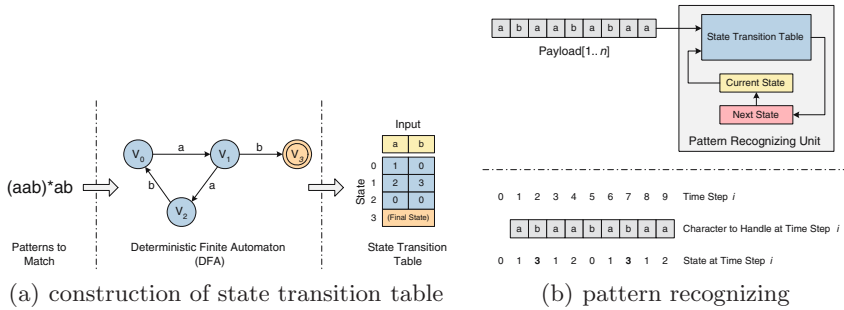 (aab)*ab
Patterns to
Match
V0
a
V1
b
V3
b
a
V2
Deterministic Finite Automaton
(DFA)
Input
a b
State
0 1 0
1 2 3
2 0 0
3 (Final State)
State Transition
Table
(a) construction of state transition table
a b a a b a b a a
Payload[1.. n]
State Transition Table
Current State
Next State
Pattern Recognizing Unit
0 1 2 3 4 5 6 7 8 9 Time Step i
a b a a b a b a a Character to Handle at Time Step i
0 1 3 1 2 0 1 3 1 2 State at Time Step i
(b) pattern recognizing